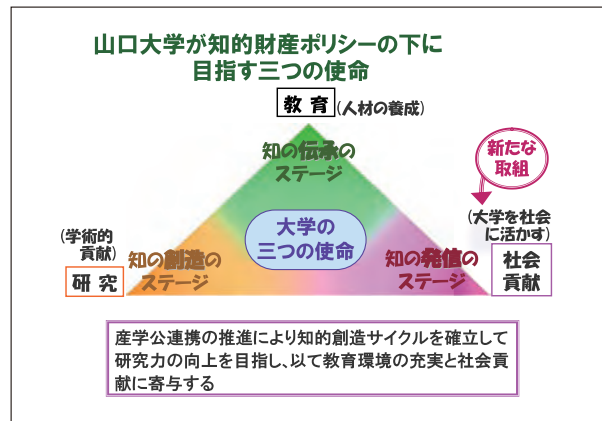 山口大学が知的財産ポリシーの下に
目指す三つの使命
教育
(人材の養成)
知の伝承の
ステージ
新たな
取組
大学の
三つの使命
(学術的
貢献)
研究
知の創造の
ステージ
知の発信の
ステージ
(大学を社会
に活かす)
社会
貢献
産学公連携の推進により知的創造サイクルを確立して
研究力の向上を目指し、以て教育環境の充実と社会貢
献に寄与する